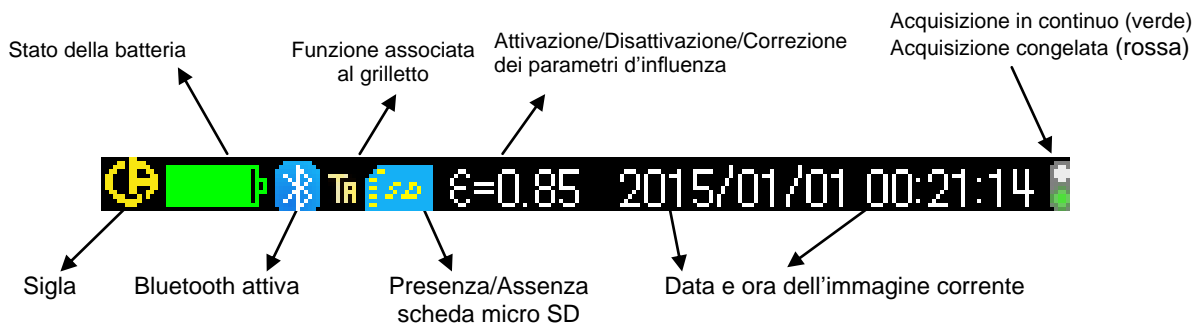 Acquisizione in continuo (verde)
Acquisizione congelata (rossa)
Stato della batteria
Funzione associata
al grilletto
Attivazione/Disattivazione/Correzione
dei parametri d’influenza
CA TA SD Ɛ=0.85 2015/01/01 00:21:14
Sigla
Bluetooth attiva
Presenza/Assenza
scheda micro SD
Data e ora dell’immagine corrente